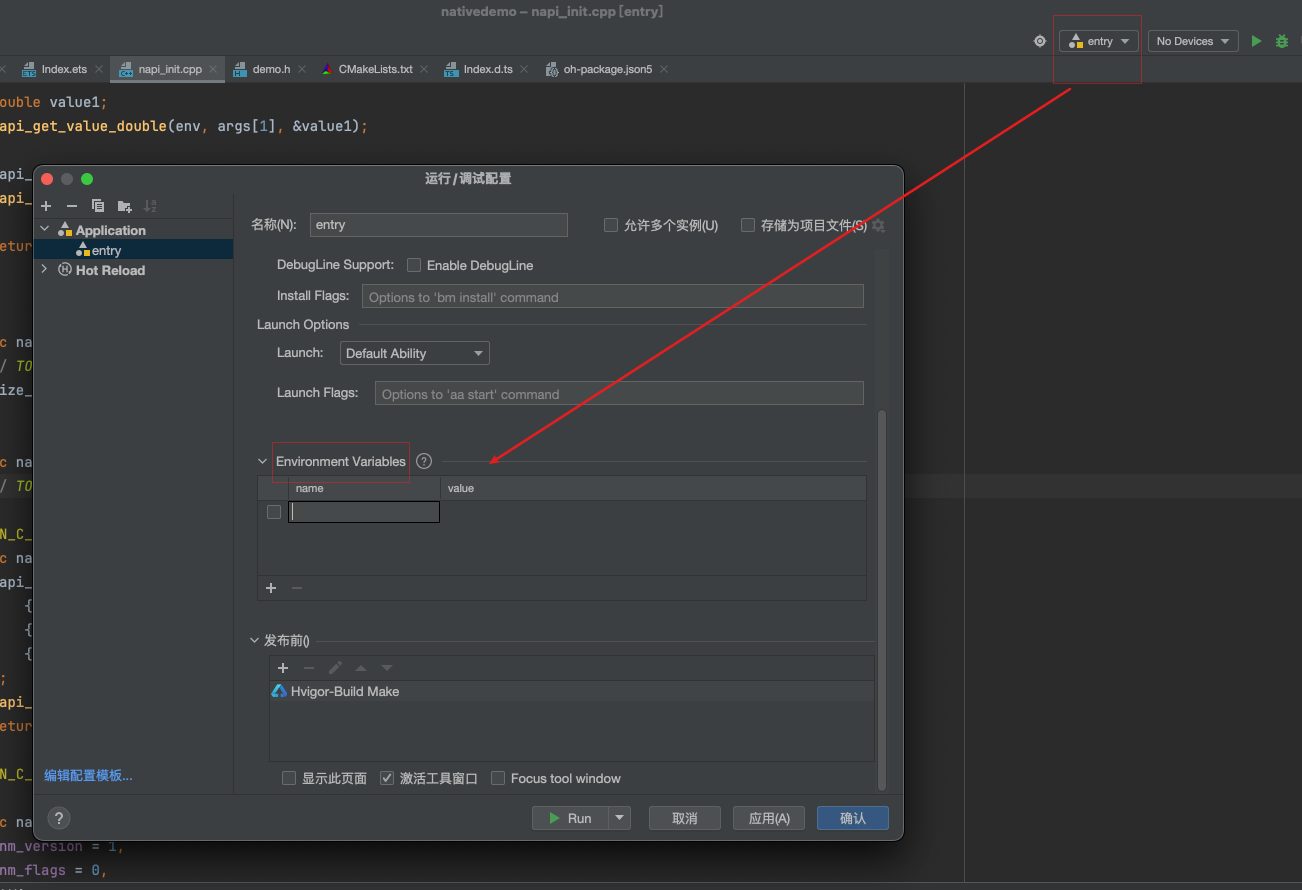 nativedemo – napi_init.cpp [entry]
entry
No Devices
Index.ets
napi_init.cpp
demo.h
CMakeLists.txt
Index.d.ts
oh-package.json5
ouble value1;
api_get_value_double(env, args[1], &value1);
api_
api_
etur
c na
/ TO
ize_
c na
/ TO
N_C_
c na
api_
{
{
{
;
api_
etur
N_C_
c na
nm_version = 1,
nm_flags = 0,
运行/调试配置
Application
entry
Hot Reload
编辑配置模板...
名称(N):
entry
允许多个实例(U)
存储为项目文件(S)
DebugLine Support:
Enable DebugLine
Install Flags:
Options to 'bm install' command
Launch Options
Launch:
Default Ability
Launch Flags:
Options to 'aa start' command
Environment Variables
?
name
value
发布前()
Hvigor-Build Make
显示此页面
激活工具窗口
Focus tool window
?
Run
取消
应用(A)
确认